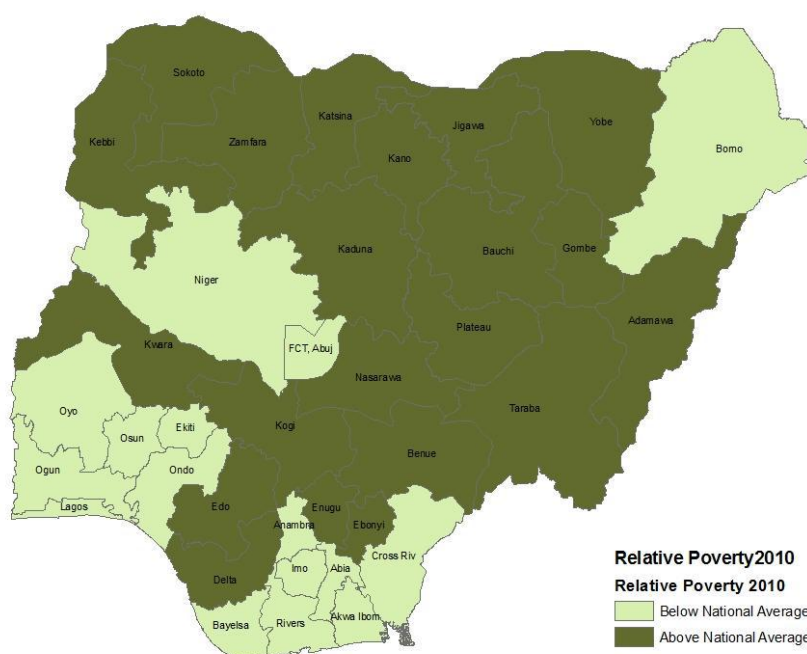 Sokoto
Katsina
Yobe
Jigawa
Kebbi
Zamfara
Borno
Kano
Kaduna
Bauchi
Gombe
Niger
Adamawa
Plateau
FCT, Abuj
Kwara
Nasarawa
Taraba
Oyo
Kogi
Ekiti
Osun
Benue
Ogun
Ondo
Lagos
Edo
Enugu
Anambra
Ebonyi
Cross Riv
Imo
Abia
Delta
Akwa Ibom
Bayelsa
Rivers
Relative Poverty2010
Relative Poverty 2010
Below National Average
Above National Average